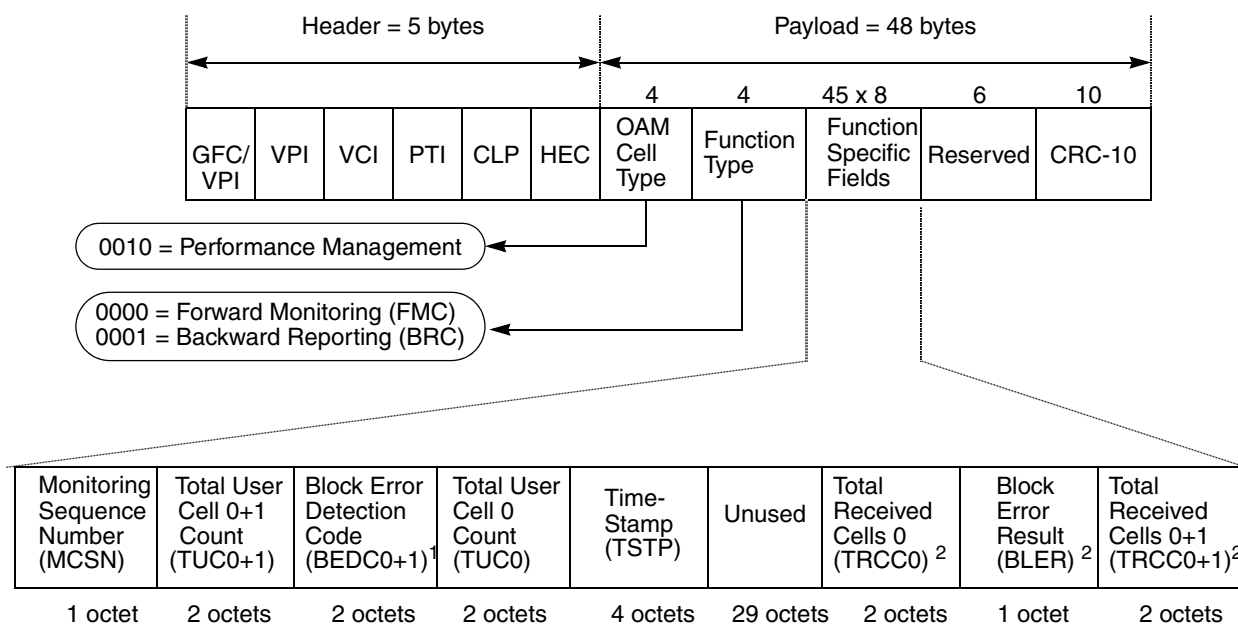 Header = 5 bytes
Payload = 48 bytes
4
4
45 x 8
6
10
GFC/
VPI
VPI
VCI
PTI
CLP
HEC
OAM
Cell
Type
Function
Type
Function
Specific
Fields
Reserved
CRC-10
0010 = Performance Management
0000 = Forward Monitoring (FMC)
0001 = Backward Reporting (BRC)
Monitoring
Sequence
Number
(MCSN)
Total User
Cell 0+1
Count
(TUC0+1)
Block Error
Detection
Code
(BEDC0+1)1
Total User
Cell 0
Count
(TUC0)
Time-
Stamp
(TSTP)
Unused
Total
Received
Cells 0
(TRCC0) 2
Block
Error
Result
(BLER) 2
Total
Received
Cells 0+1
(TRCC0+1)2
1 octet
2 octets
2 octets
2 octets
4 octets
29 octets
2 octets
1 octet
2 octets